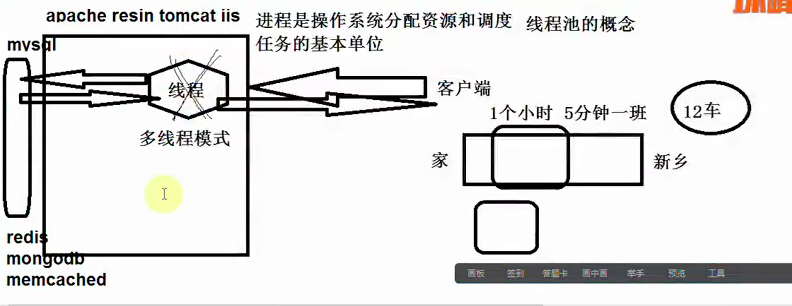 apache resin tomcat iis
进程是操作系统分配资源和调度
任务的基本单位
线程池的概念
mysql
线程
客户端
多线程模式
1个小时 5分钟一班
12车
家
新乡
redis
mongodb
memcached
画板 签到 答题卡 画中画 举手 预览 工具